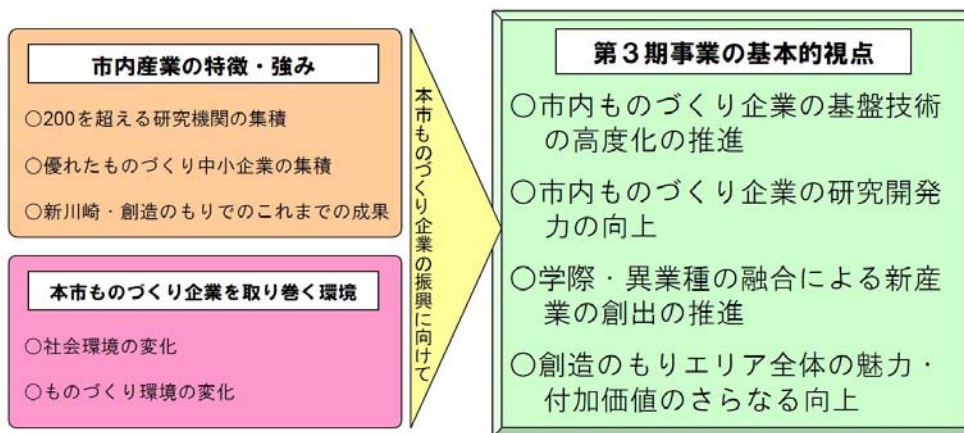 市内産業の特徴・強み
○200を超える研究機関の集積
○優れたものづくり中小企業の集積
○新川崎・創造のもりでのこれまでの成果
本市ものづくり企業を取り巻く環境
○社会環境の変化
○ものづくり環境の変化
本市ものづくり企業の振興に向けて
第3期事業の基本的視点
○市内ものづくり企業の基盤技術
の高度化の推進
○市内ものづくり企業の研究開発
力の向上
○学際・異業種の融合による新産
業の創出の推進
○創造のもりエリア全体の魅力・
付加価値のさらなる向上